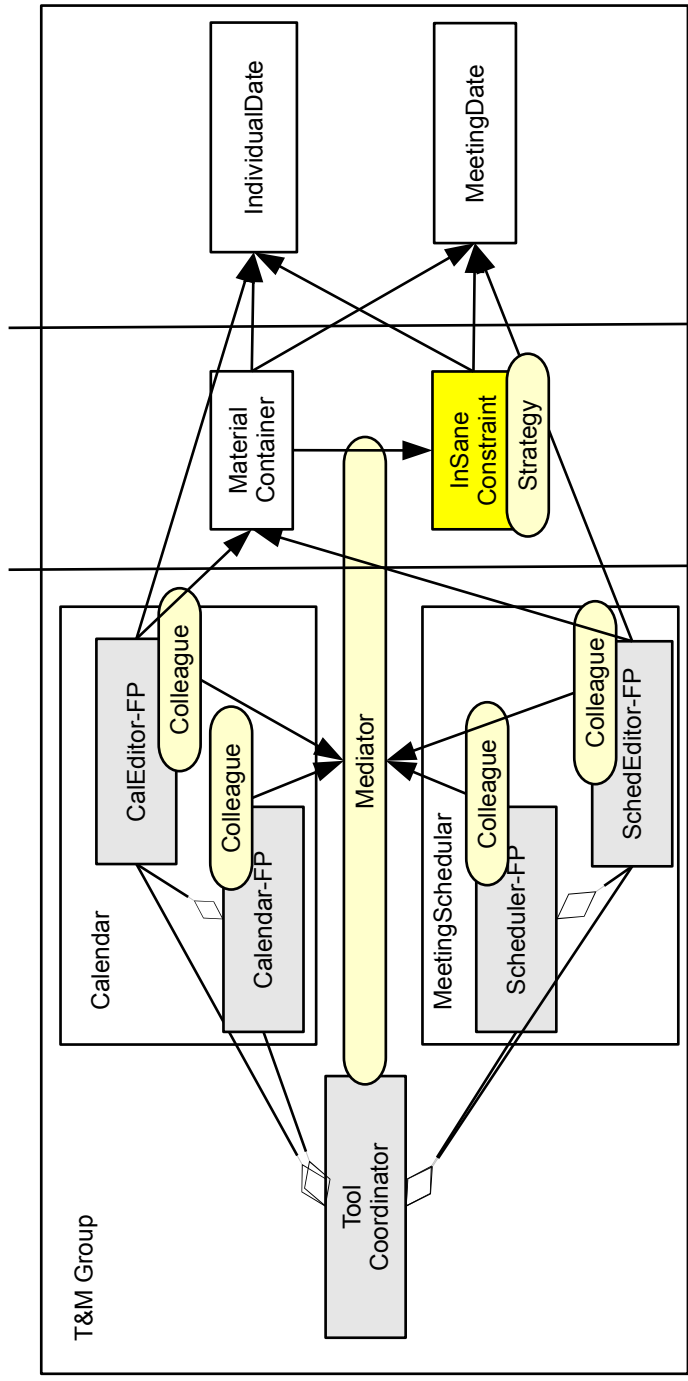 T&M Group
Tool
Coordinator
Calendar
Calendar-FP
Colleague
CalEditor-FP
Colleague
Mediator
MeetingSchedular
Scheduler-FP
Colleague
SchedEditor-FP
Colleague
Material
Container
InSane
Constraint
Strategy
IndividualDate
MeetingDate